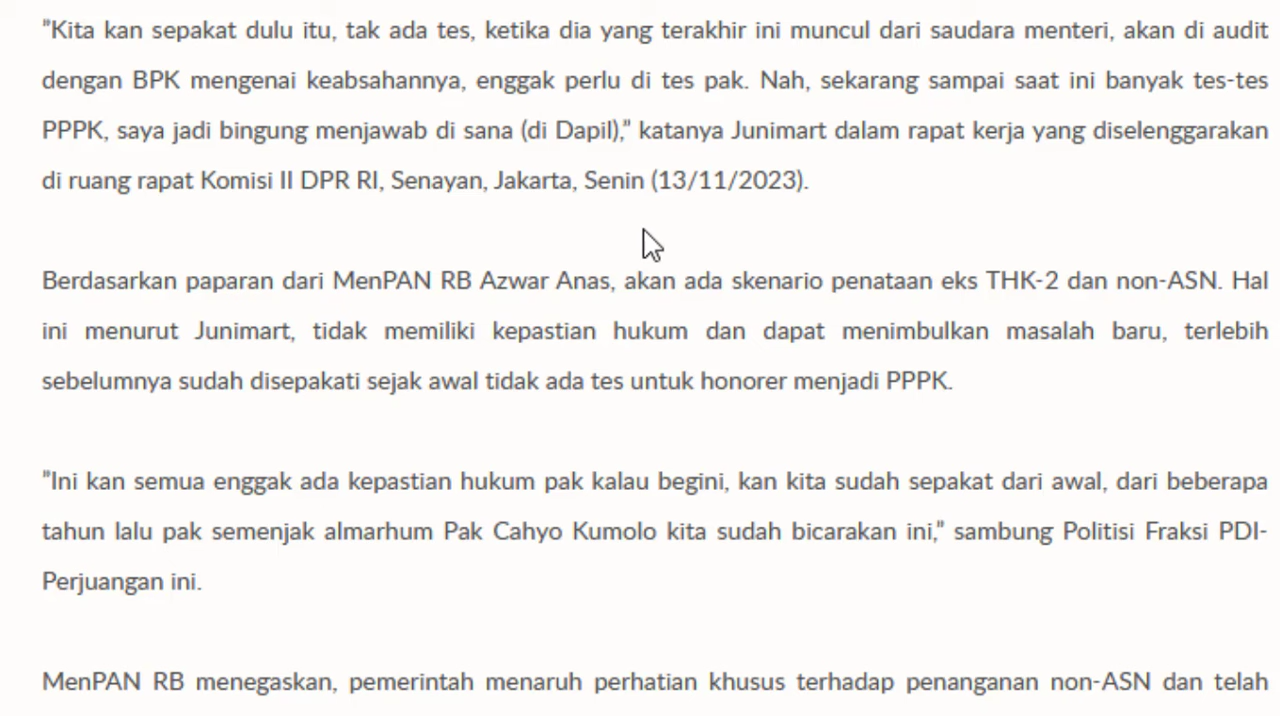 "Kita kan sepakat dulu itu, tak ada tes, ketika dia yang terakhir ini muncul dari saudara menteri, akan di audit
dengan BPK mengenai keabsahannya, enggak perlu di tes pak. Nah, sekarang sampai saat ini banyak tes-tes
PPPK, saya jadi bingung menjawab di sana (di Dapil),” katanya Junimart dalam rapat kerja yang diselenggarakan
di ruang rapat Komisi II DPR RI, Senayan, Jakarta, Senin (13/11/2023).
Berdasarkan paparan dari MenPAN RB Azwar Anas, akan ada skenario penataan eks THK-2 dan non-ASN. Hal
ini menurut Junimart, tidak memiliki kepastian hukum dan dapat menimbulkan masalah baru, terlebih
sebelumnya sudah disepakati sejak awal tidak ada tes untuk honorer menjadi PPPK.
"Ini kan semua enggak ada kepastian hukum pak kalau begini, kan kita sudah sepakat dari awal, dari beberapa
tahun lalu pak semenjak almarhum Pak Cahyo Kumolo kita sudah bicarakan ini,” sambung Politisi Fraksi PDI-
Perjuangan ini.
MenPAN RB menegaskan, pemerintah menaruh perhatian khusus terhadap penanganan non-ASN dan telah